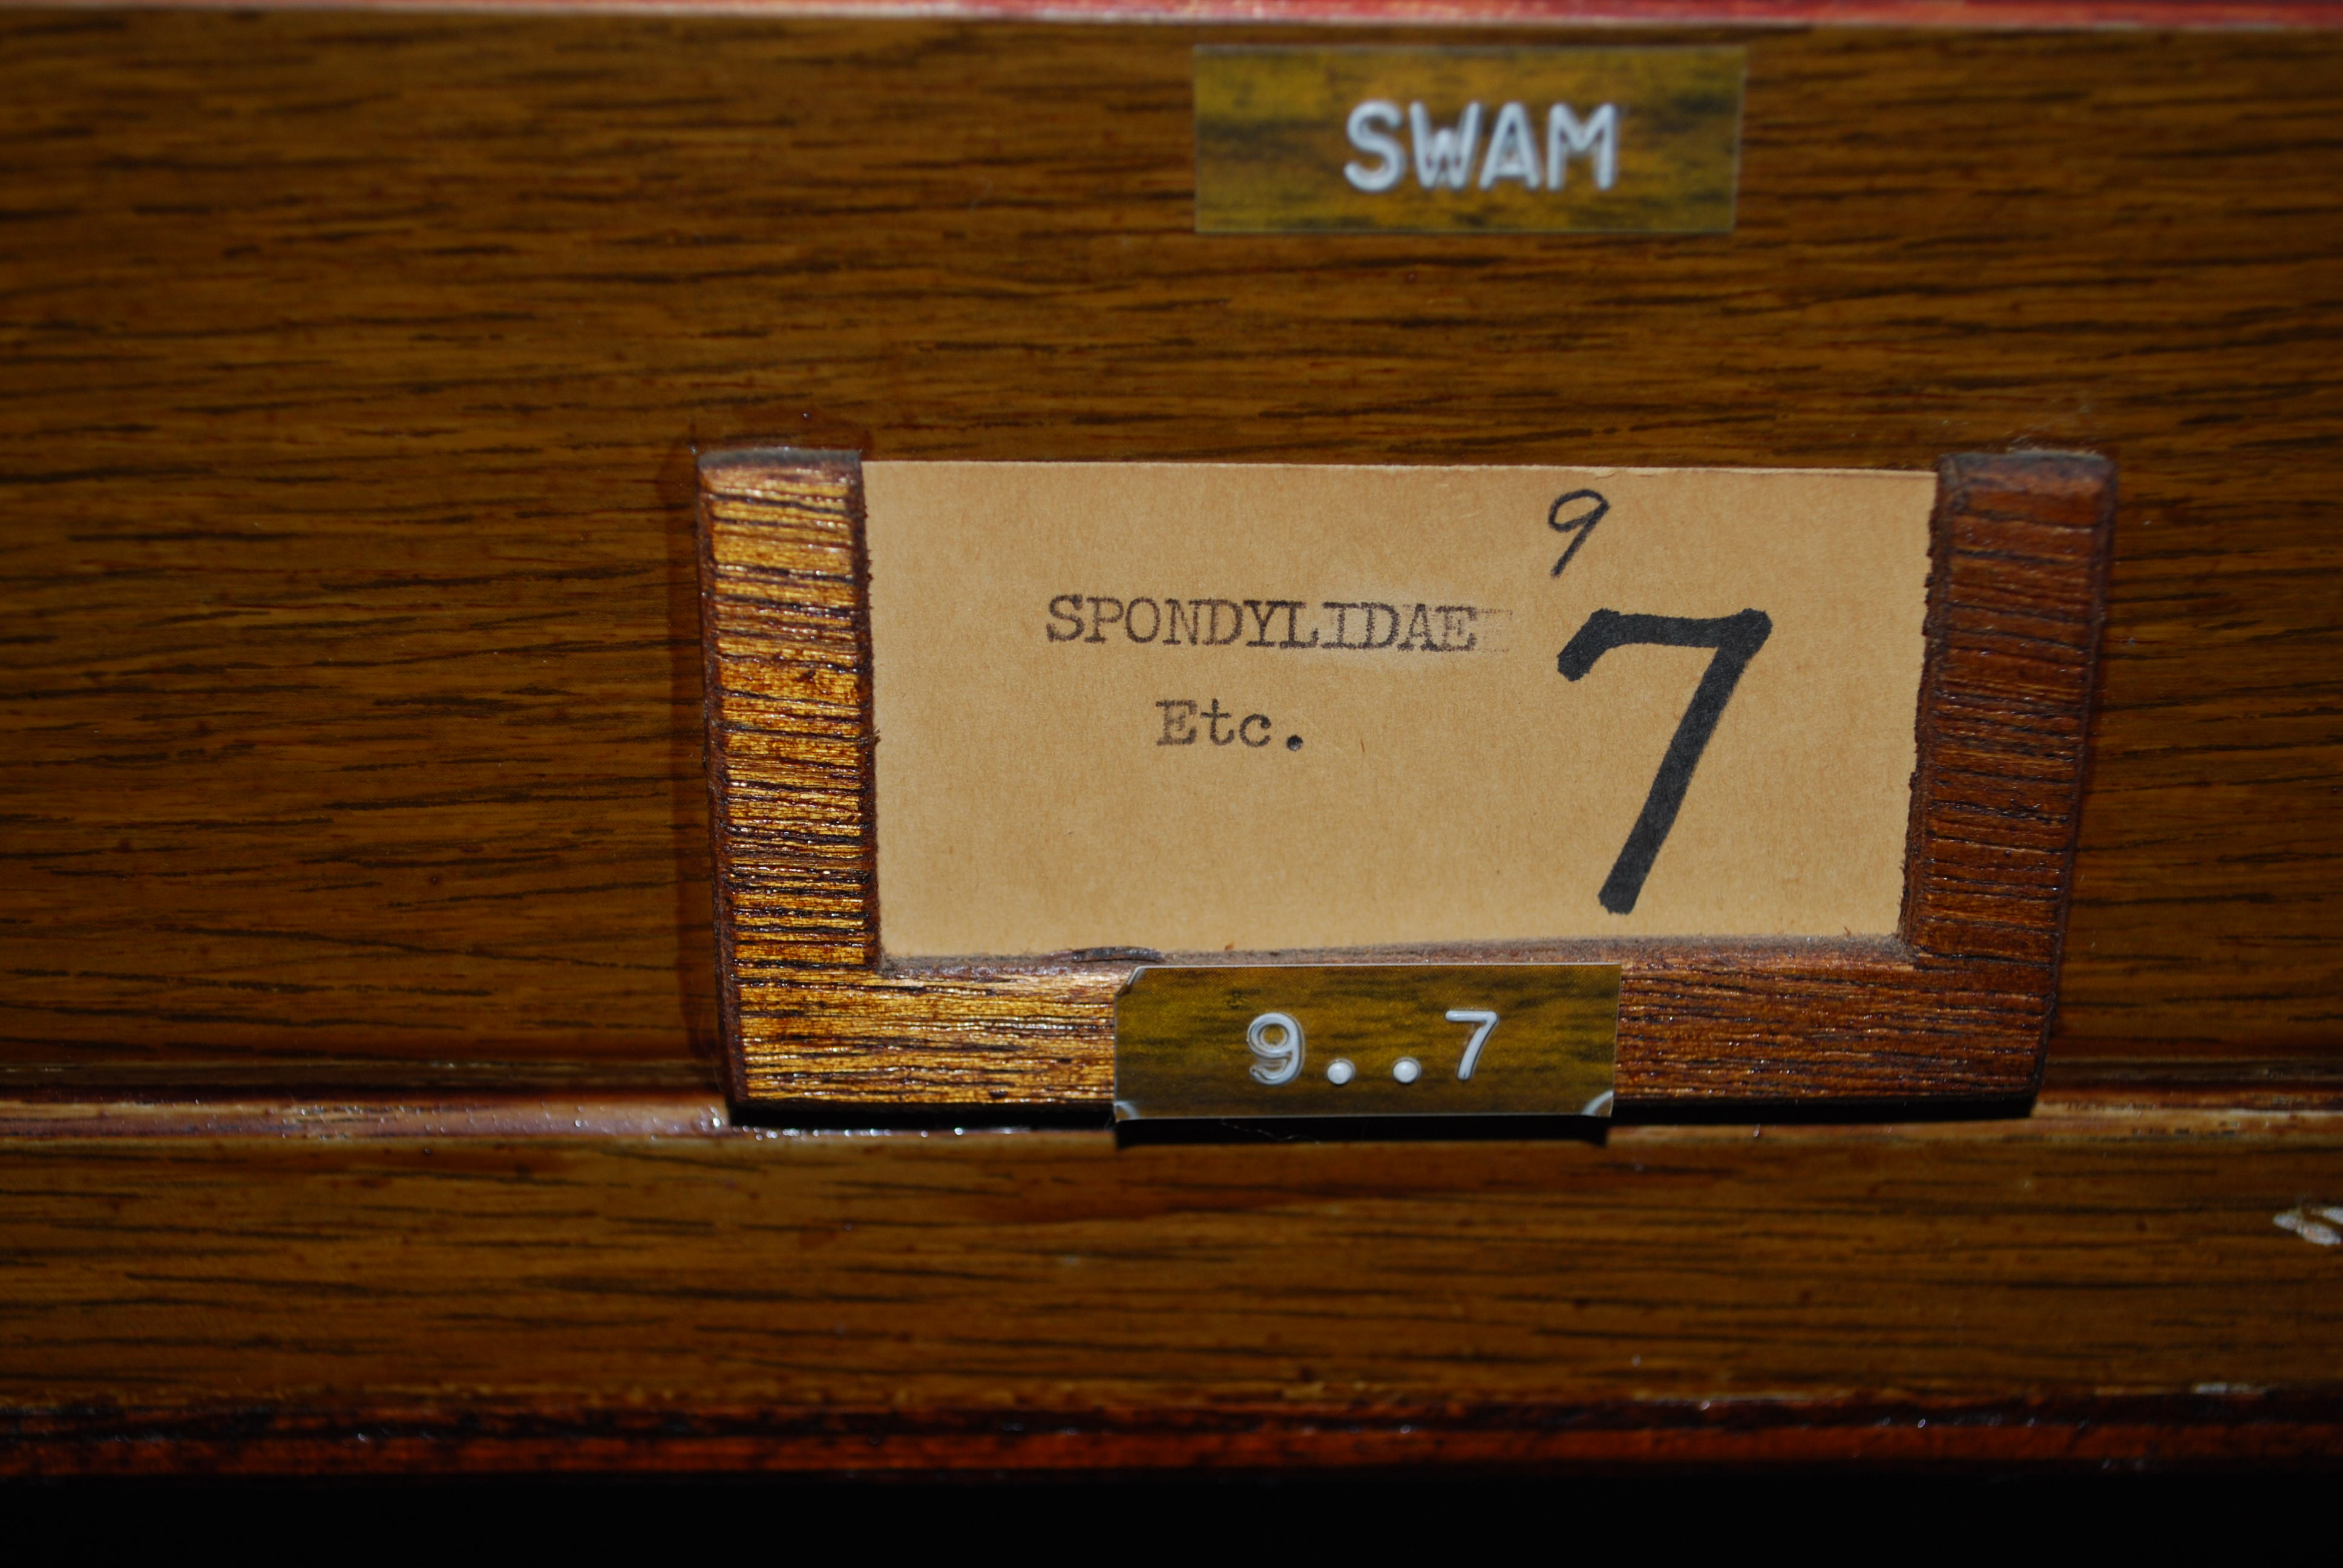 SWAM
9
SPONDYLIDAE
7
Etc.
9..7